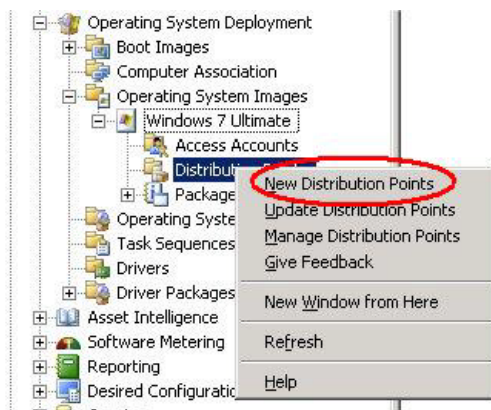 Operating System Deployment
Boot Images
Computer Association
Operating System Images
Windows 7 Ultimate
Access Accounts
Distribut
Package
Operating Syste
Task Sequences
Drivers
Driver Packages
Asset Intelligence
Software Metering
Reporting
Desired Configuratio
New Distribution Points
Update Distribution Points
Manage Distribution Points
Give Feedback
New Window from Here
Refresh
Help